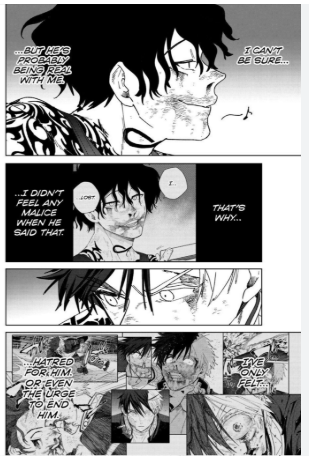 I CAN'T
BE SURE...
...BUT HE'S
PROBABLY
BEING REAL
WITH ME.
THAT'S
WHY...
I...
...LOST.
...I DIDN'T
FEEL ANY
MALICE
WHEN HE
SAID THAT.
I'VE
ONLY
FELT...
...HATRED
FOR HIM.
OR EVEN
THE URGE
TO END
HIM.